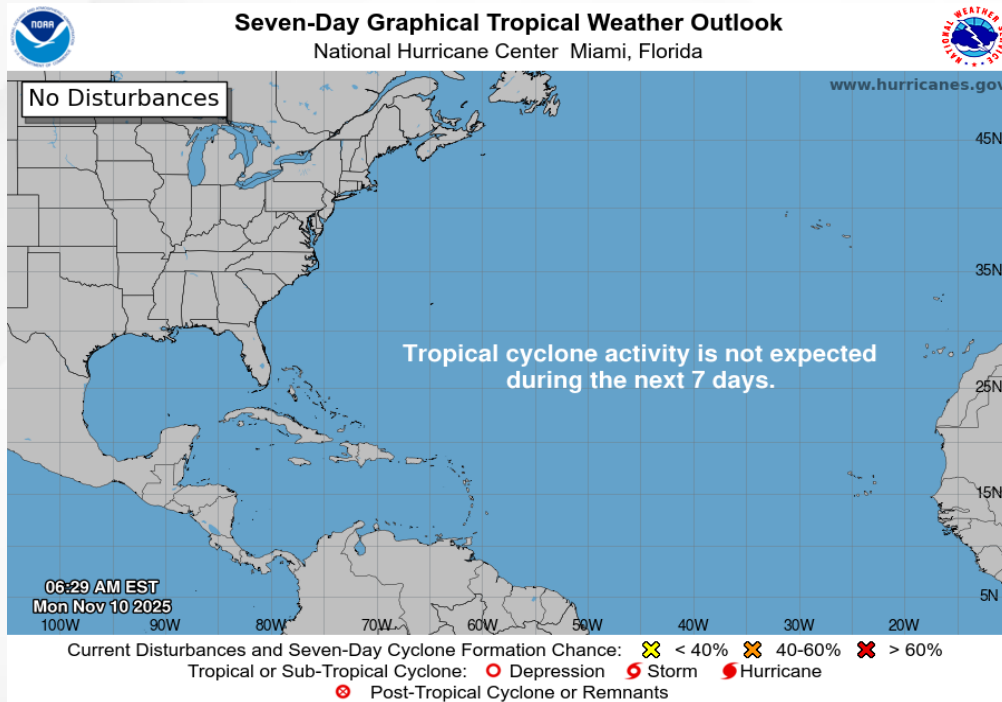 Seven-Day Graphical Tropical Weather Outlook
National Hurricane Center Miami, Florida
NOAA
www.hurricanes.gov
No Disturbances
45N
35N
Tropical cyclone activity is not expected
during the next 7 days.
25N
15N
06:29 AM EST
Mon Nov 10 2025
5N
100W 90W 80W 70W 60W 50W 40W 30W 20W
Current Disturbances and Seven-Day Cyclone Formation Chance: < 40% 40-60% > 60%
Tropical or Sub-Tropical Cyclone: Depression Storm Hurricane
Post-Tropical Cyclone or Remnants